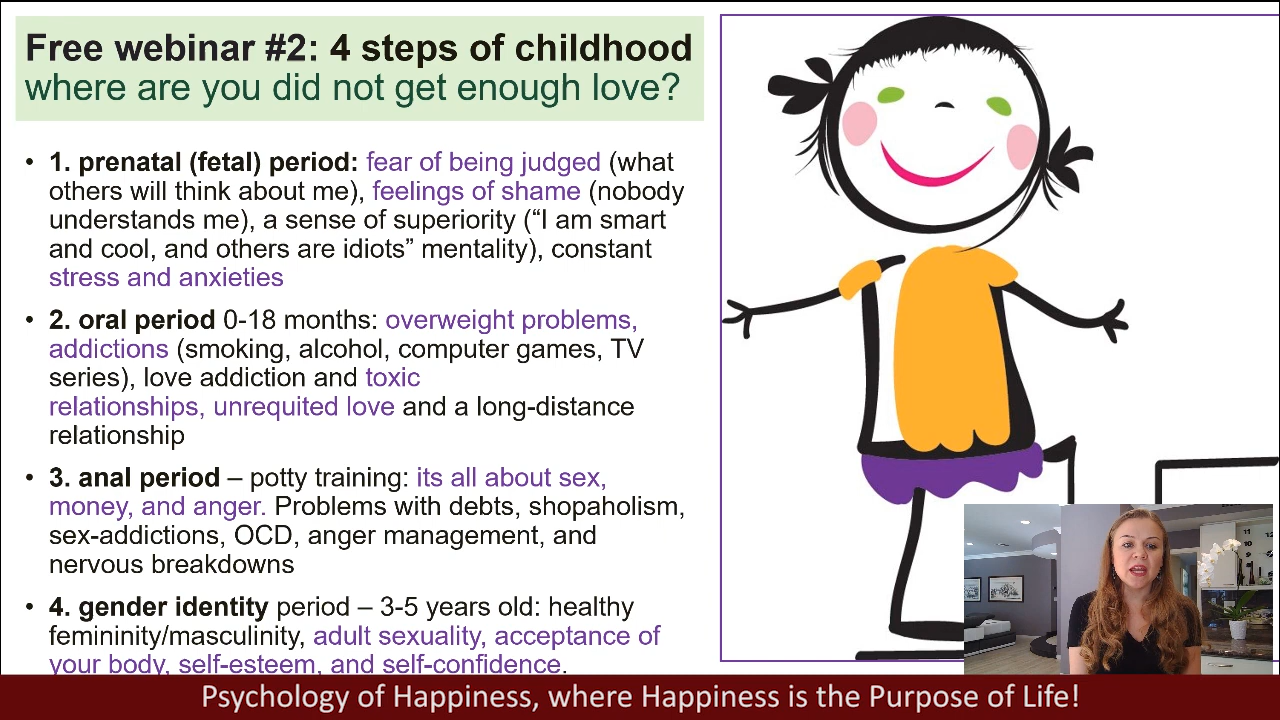 Free webinar #2: 4 steps of childhood
where are you did not get enough love?
• 1. prenatal (fetal) period: fear of being judged (what
others will think about me), feelings of shame (nobody
understands me), a sense of superiority (“I am smart
and cool, and others are idiots” mentality), constant
stress and anxieties
• 2. oral period 0-18 months: overweight problems,
addictions (smoking, alcohol, computer games, TV
series), love addiction and toxic
relationships, unrequited love and a long-distance
relationship
• 3. anal period – potty training: its all about sex,
money, and anger. Problems with debts, shopaholism,
sex-addictions, OCD, anger management, and
nervous breakdowns
• 4. gender identity period – 3-5 years old: healthy
femininity/masculinity, adult sexuality, acceptance of
your body, self-esteem, and self-confidence.
Psychology of Happiness, where Happiness is the Purpose of Life!